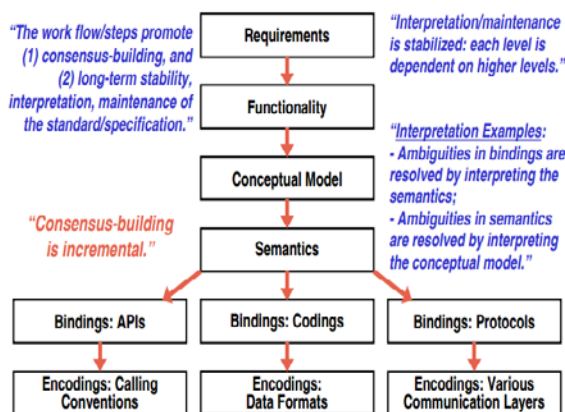 "The work flow/steps promote
(1) consensus-building, and
(2) long-term stability,
interpretation, maintenance of
the standard/specification."
Requirements
"Interpretation/maintenance
is stabilized: each level is
dependent on higher levels."
Functionality
"Interpretation Examples:
- Ambiguities in bindings are
resolved by interpreting the
semantics;
- Ambiguities in semantics
are resolved by interpreting
the conceptual model."
Conceptual Model
"Consensus-building
is incremental."
Semantics
Bindings: APIs
Bindings: Codings
Bindings: Protocols
Encodings: Calling
Conventions
Encodings:
Data Formats
Encodings: Various
Communication Layers